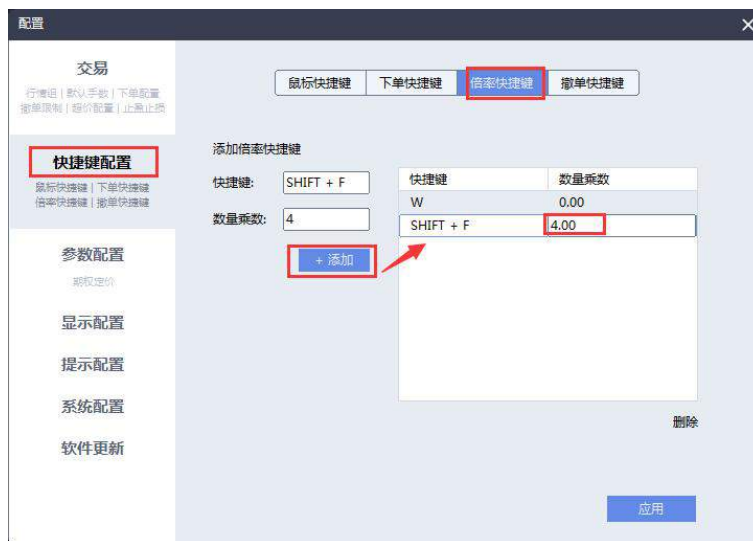 配置
交易
行情组 | 默认手数 | 下单配置
撤单限制 | 超价配置 | 止盈止损
快捷键配置
鼠标快捷键 | 下单快捷键
倍率快捷键 | 撤单快捷键
参数配置
期权定价
显示配置
提示配置
系统配置
软件更新
鼠标快捷键 下单快捷键 倍率快捷键 撤单快捷键
添加倍率快捷键
快捷键: SHIFT + F
数量乘数: 4
+ 添加
快捷键 数量乘数
W 0.00
SHIFT + F 4.00
删除
应用